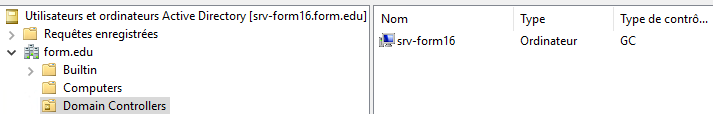 Utilisateurs et ordinateurs Active Directory [srv-form16.form.edu]
Requêtes enregistrées
form.edu
Builtin
Computers
Domain Controllers
Nom Type Type de contrô...
srv-form16 Ordinateur GC